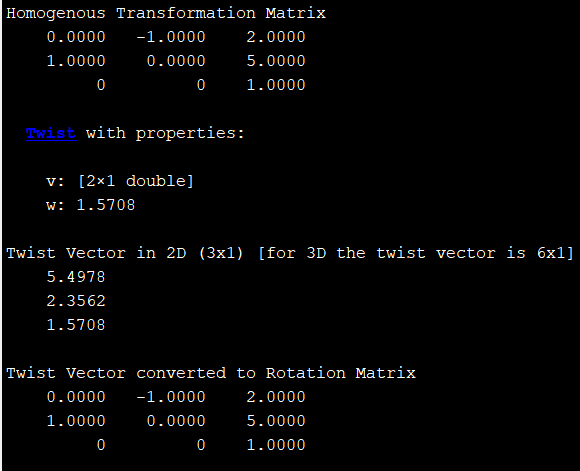 Homogenous Transformation Matrix
0.0000 -1.0000 2.0000
1.0000 0.0000 5.0000
0 0 1.0000
Twist with properties:
v: [2×1 double]
w: 1.5708
Twist Vector in 2D (3x1) [for 3D the twist vector is 6x1]
5.4978
2.3562
1.5708
Twist Vector converted to Rotation Matrix
0.0000 -1.0000 2.0000
1.0000 0.0000 5.0000
0 0 1.0000